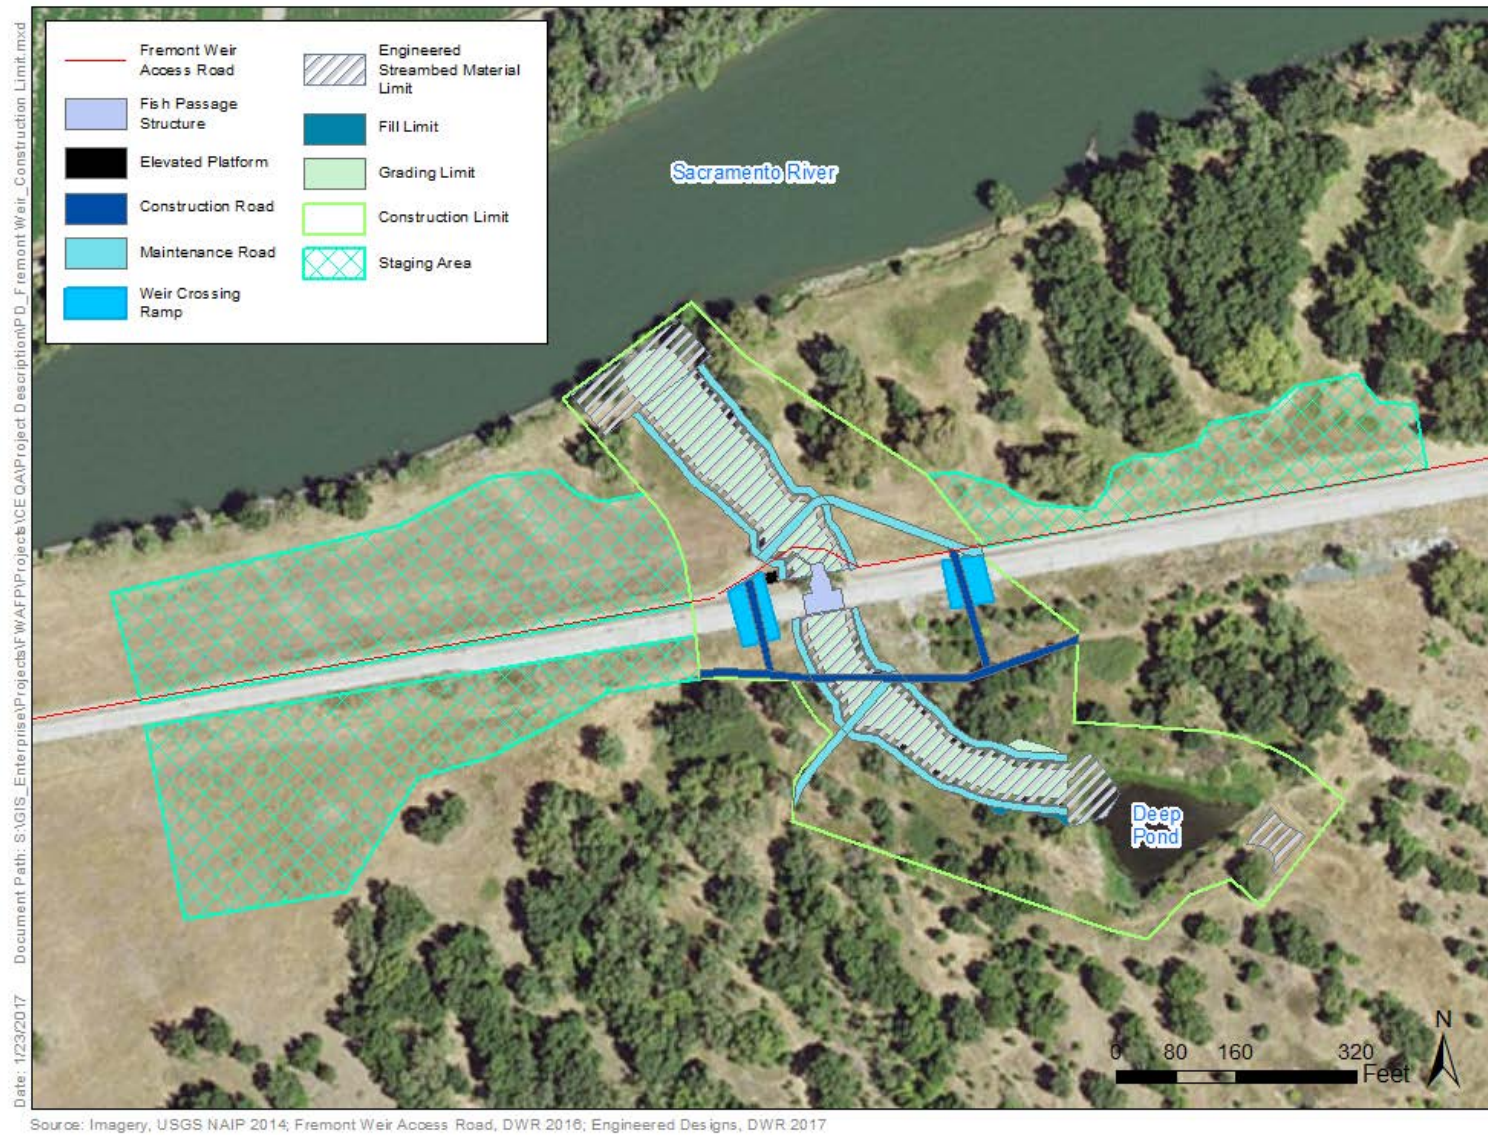 Fremont Weir
Access Road
Fish Passage
Structure
Elevated Platform
Construction Road
Maintenance Road
Weir Crossing
Ramp
Engineered
Streambed Material
Limit
Fill Limit
Grading Limit
Construction Limit
Staging Area
Sacramento River
Deep
Pond
N
0 80 160 320
Feet
Date: 1/23/2017 Document Path: S:\GIS_Enterprise\Projects\FWAFP\Projects\CEQA\Project Description\PD_Fremont Weir_Construction Limit.mxd
Source: Imagery, USGS NAIP 2014; Fremont Weir Access Road, DWR 2016; Engineered Designs, DWR 2017